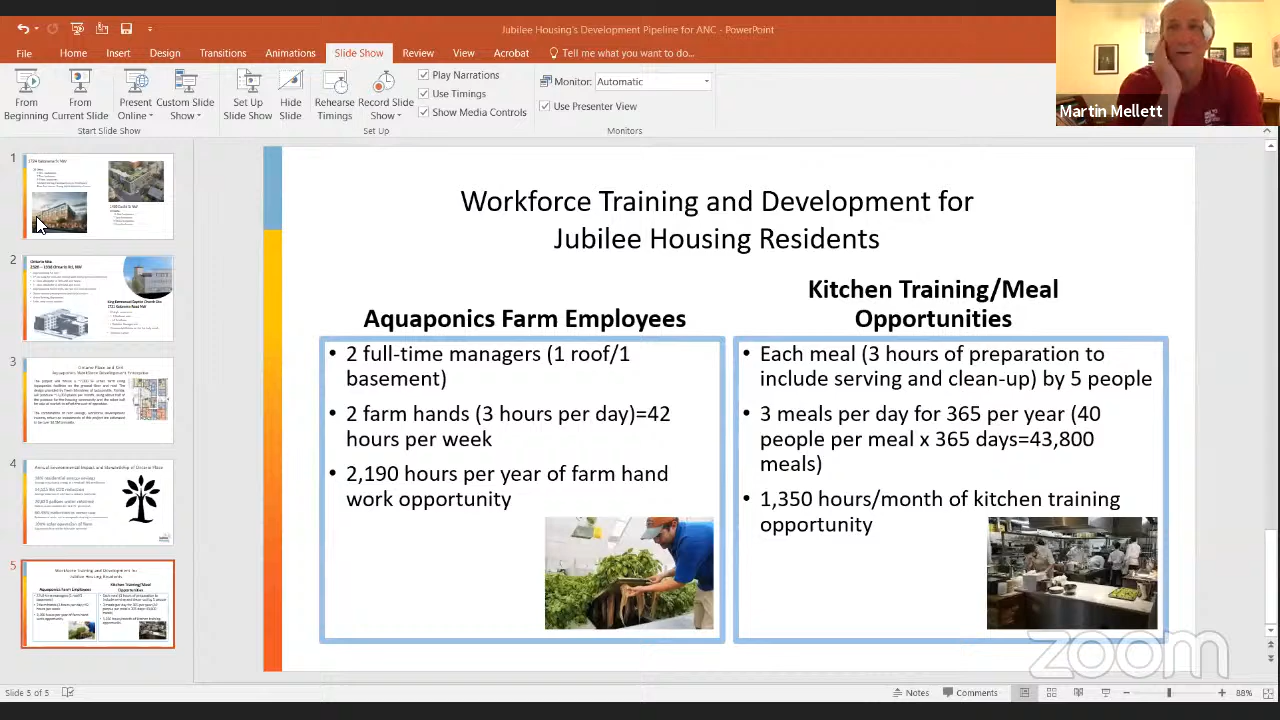 Jubilee Housing's Development Pipeline for ANC - PowerPoint
File Home Insert Design Transitions Animations Slide Show Review View Acrobat Tell me what you want to do...
From Beginning
From Current Slide
Present Online
Custom Slide Show
Set Up Slide Show
Hide Slide
Rehearse Timings
Record Slide Show
Play Narrations
Use Timings
Show Media Controls
Monitor: Automatic
Use Presenter View
Start Slide Show
Set Up
Monitors
Martin Mellett
1
2
3
4
5
Workforce Training and Development for
Jubilee Housing Residents
Aquaponics Farm Employees
• 2 full-time managers (1 roof/1
basement)
• 2 farm hands (3 hours per day)=42
hours per week
• 2,190 hours per year of farm hand
work opportunity
Kitchen Training/Meal
Opportunities
• Each meal (3 hours of preparation to
include serving and clean-up) by 5 people
• 3 meals per day for 365 per year (40
people per meal x 365 days=43,800
meals)
• 1,350 hours/month of kitchen training
opportunity
zoom
Slide 5 of 5
Notes
Comments
88%